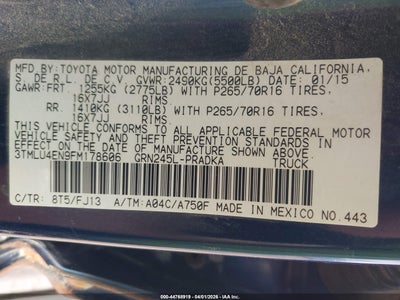 MFD.BY:TOYOTA MOTOR MANUFACTURING DE BAJA CALIFORNIA,
S. DE R.L. DE C.V. GVWR:2490KG(5500LB) DATE: 01/15
GAWR:FRT. 1255KG (2775LB) WITH P265/70R16 TIRES,
16X7JJ RIMS
RR. 1410KG (3110LB) WITH P265/70R16 TIRES,
16X7JJ RIMS
THIS VEHICLE CONFORMS TO ALL APPLICABLE FEDERAL MOTOR
VEHICLE SAFETY AND THEFT PREVENTION STANDARDS IN
EFFECT ON THE DATE OF MANUFACTURE SHOWN ABOVE.
3TMLU4EN9FM178606 GRN245L-PRADKA TRUCK
C/TR: 8T5/FJ13 A/TM:A04C/A750F MADE IN MEXICO NO.443
000-44768919 - 04/01/2026 - IAA